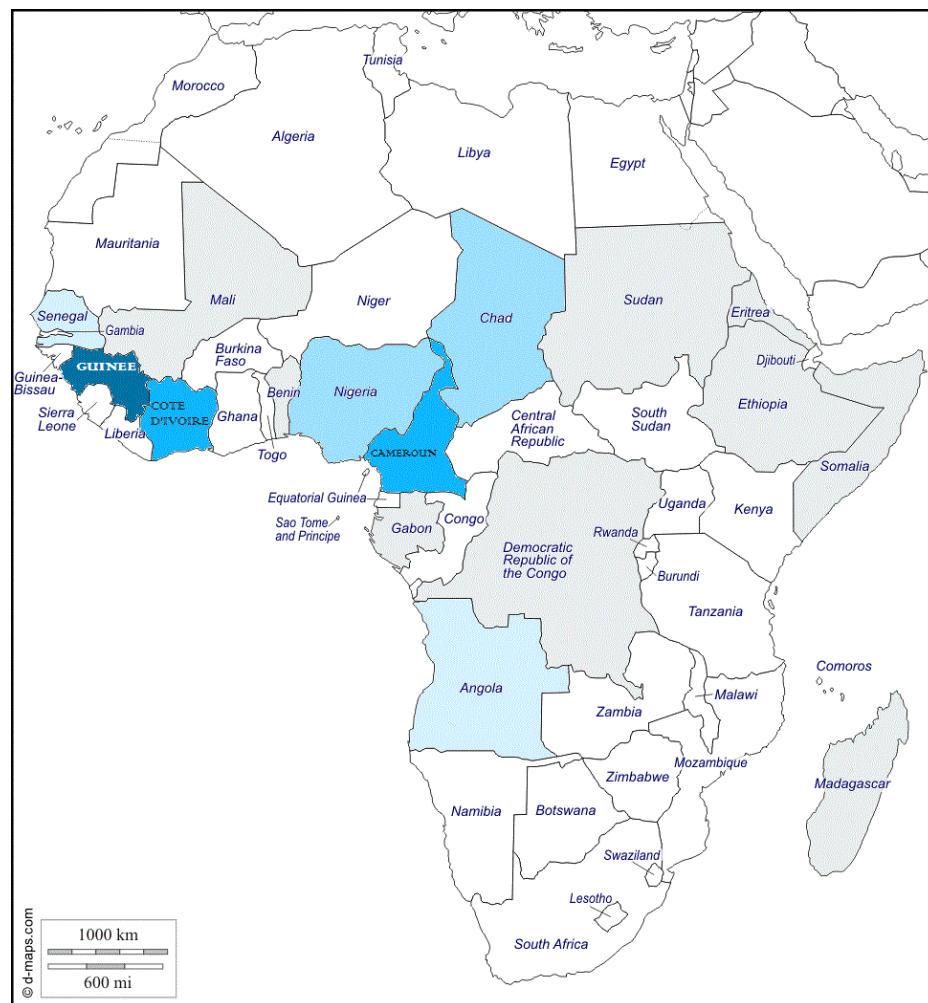 Tunisia
Morocco
Algeria
Libya
Egypt
Mauritania
Mali
Niger
Chad
Sudan
Eritrea
Senegal
Gambia
Burkina
Faso
Djibouti
GUINEE
Guinea-
Bissau
Benin
Nigeria
Ethiopia
COTE
D'IVOIRE
Sierra
Leone
Ghana
Central
African
Republic
South
Sudan
Liberia
Togo
CAMEROUN
Somalia
Equatorial Guinea
Uganda
Kenya
Sao Tome
and Principe
Gabon
Congo
Rwanda
Democratic
Republic of
the Congo
Burundi
Tanzania
Comoros
Angola
Malawi
Zambia
Mozambique
Zimbabwe
Madagascar
Namibia
Botswana
Swaziland
Lesotho
South Africa
1000 km
600 mi
© d-maps.com